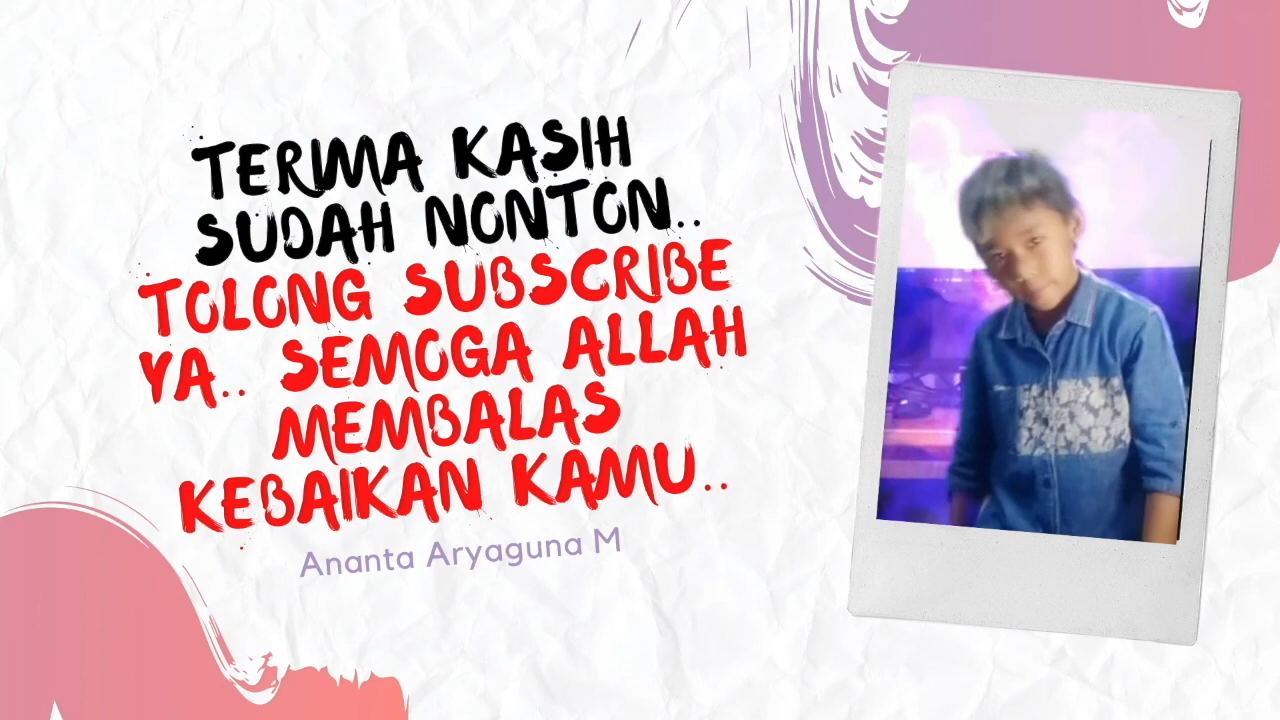 TERIMA KASIH
SUDAH NONTON..
TOLONG SUBSCRIBE
YA.. SEMOGA ALLAH
MEMBALAS
KEBAIKAN KAMU..
Ananta Aryaguna M